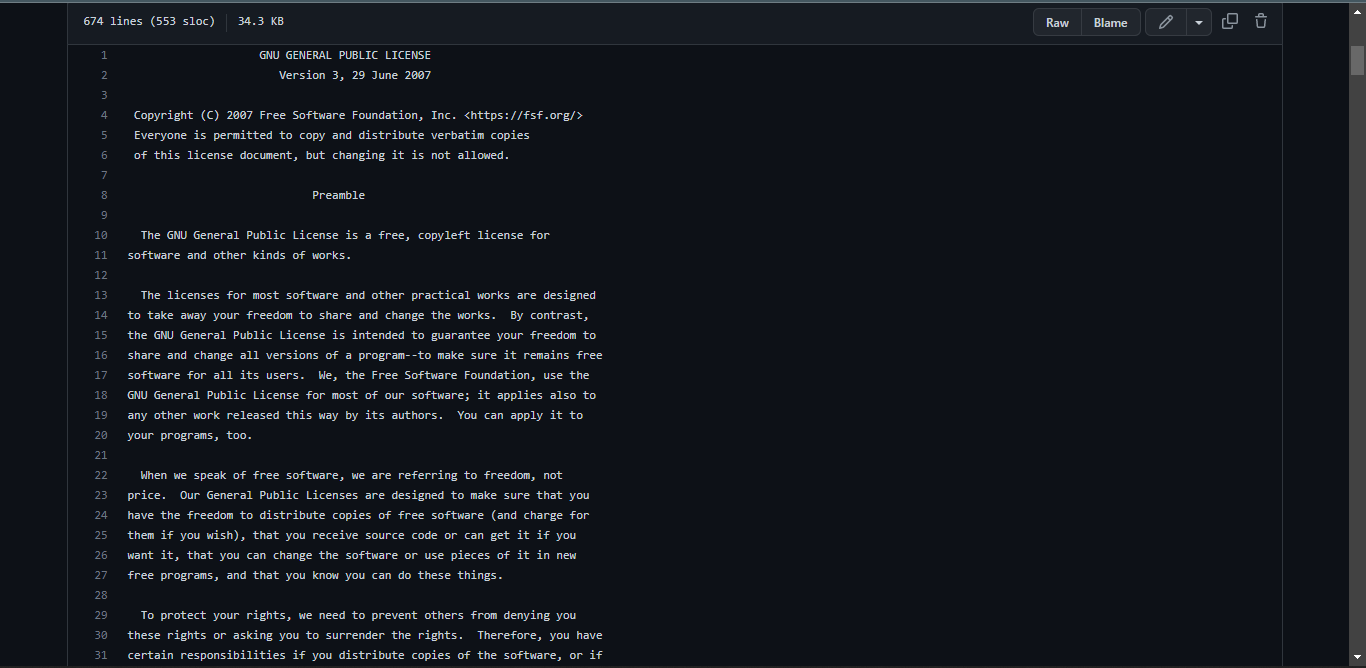 674 lines (553 sloc) 34.3 KB
Raw Blame
1 GNU GENERAL PUBLIC LICENSE
2 Version 3, 29 June 2007
3
4 Copyright (C) 2007 Free Software Foundation, Inc. <https://fsf.org/>
5 Everyone is permitted to copy and distribute verbatim copies
6 of this license document, but changing it is not allowed.
7
8 Preamble
9
10 The GNU General Public License is a free, copyleft license for
11 software and other kinds of works.
12
13 The licenses for most software and other practical works are designed
14 to take away your freedom to share and change the works.  By contrast,
15 the GNU General Public License is intended to guarantee your freedom to
16 share and change all versions of a program--to make sure it remains free
17 software for all its users.  We, the Free Software Foundation, use the
18 GNU General Public License for most of our software; it applies also to
19 any other work released this way by its authors.  You can apply it to
20 your programs, too.
21
22 When we speak of free software, we are referring to freedom, not
23 price.  Our General Public Licenses are designed to make sure that you
24 have the freedom to distribute copies of free software (and charge for
25 them if you wish), that you receive source code or can get it if you
26 want it, that you can change the software or use pieces of it in new
27 free programs, and that you know you can do these things.
28
29 To protect your rights, we need to prevent others from denying you
30 these rights or asking you to surrender the rights.  Therefore, you have
31 certain responsibilities if you distribute copies of the software, or if